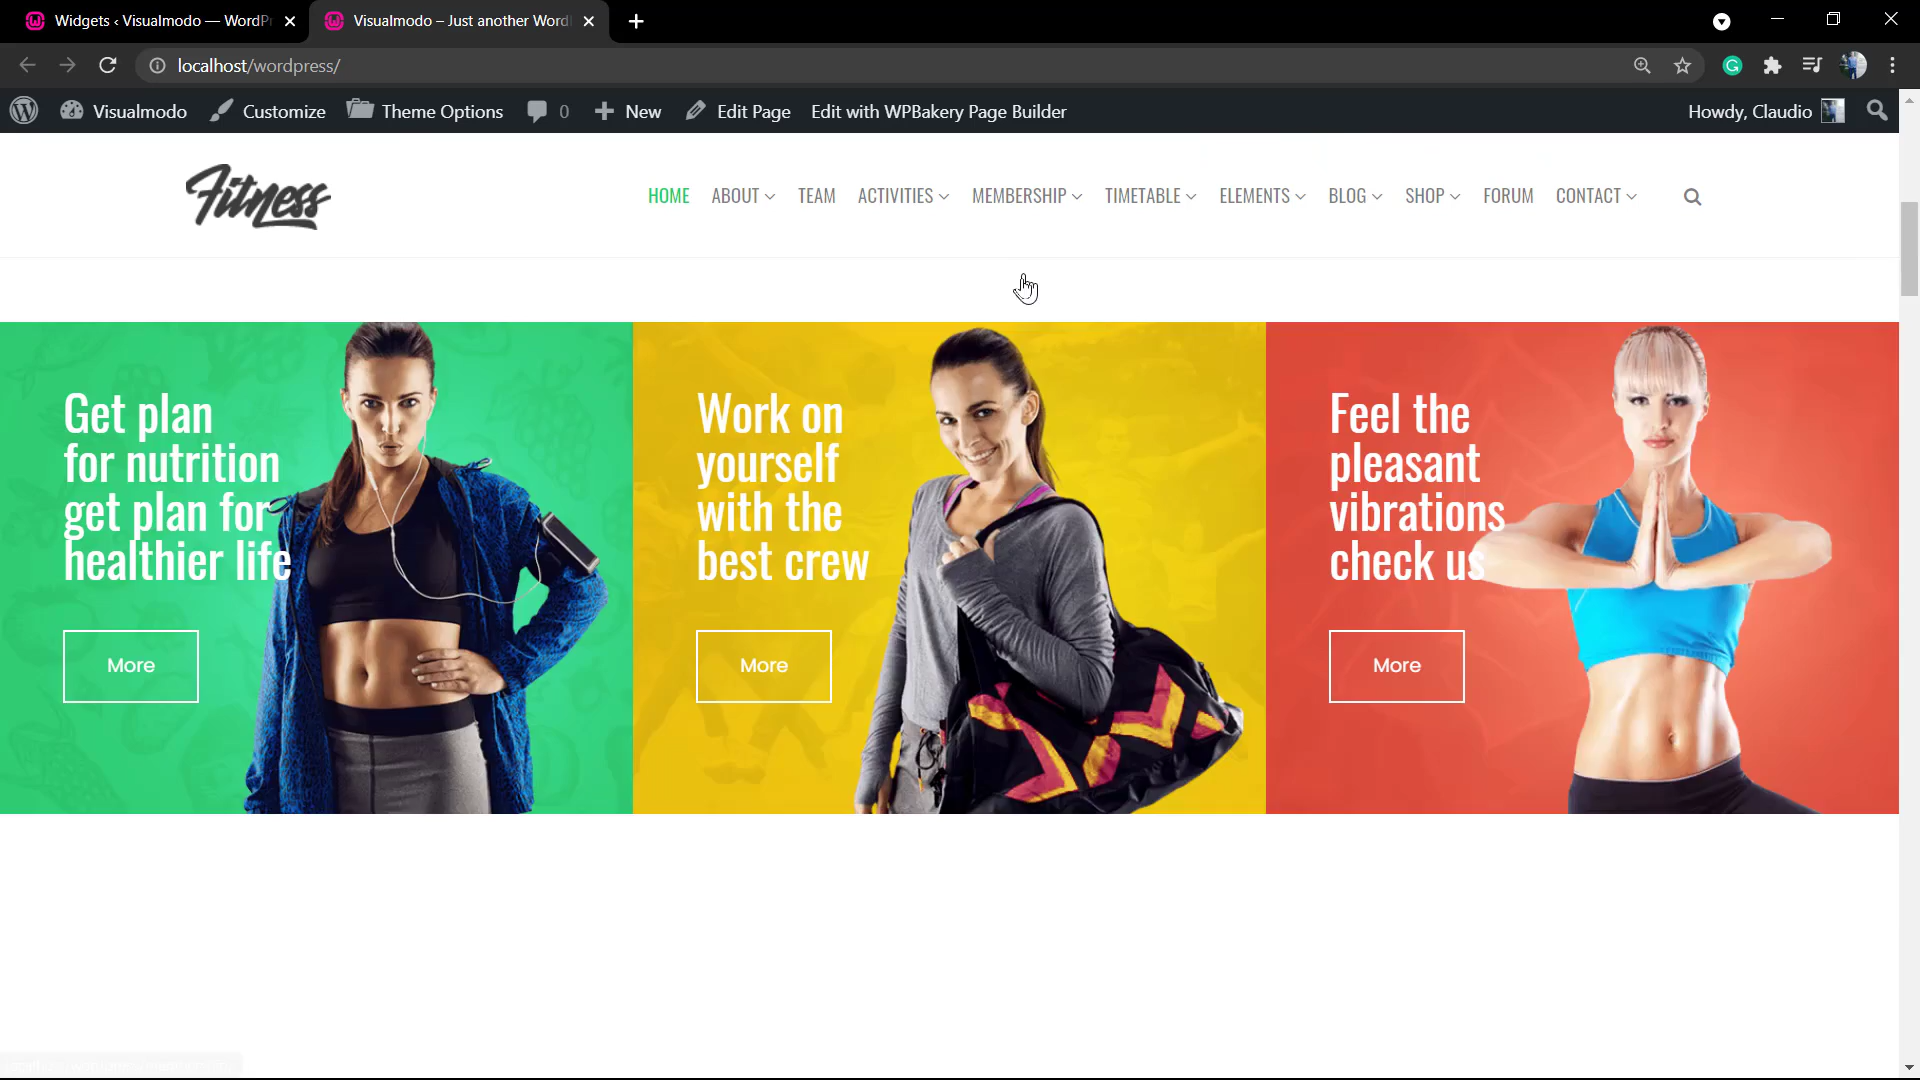 Widgets ‹ Visualmodo — WordPr
Visualmodo – Just another Word
localhost/wordpress/
Visualmodo
Customize
Theme Options
0
New
Edit Page
Edit with WPBakery Page Builder
Howdy, Claudio
Fitness
HOME
ABOUT
TEAM
ACTIVITIES
MEMBERSHIP
TIMETABLE
ELEMENTS
BLOG
SHOP
FORUM
CONTACT
Get plan
for nutrition
get plan for
healthier life
More
Work on
yourself
with the
best crew
More
Feel the
pleasant
vibrations
check us
More